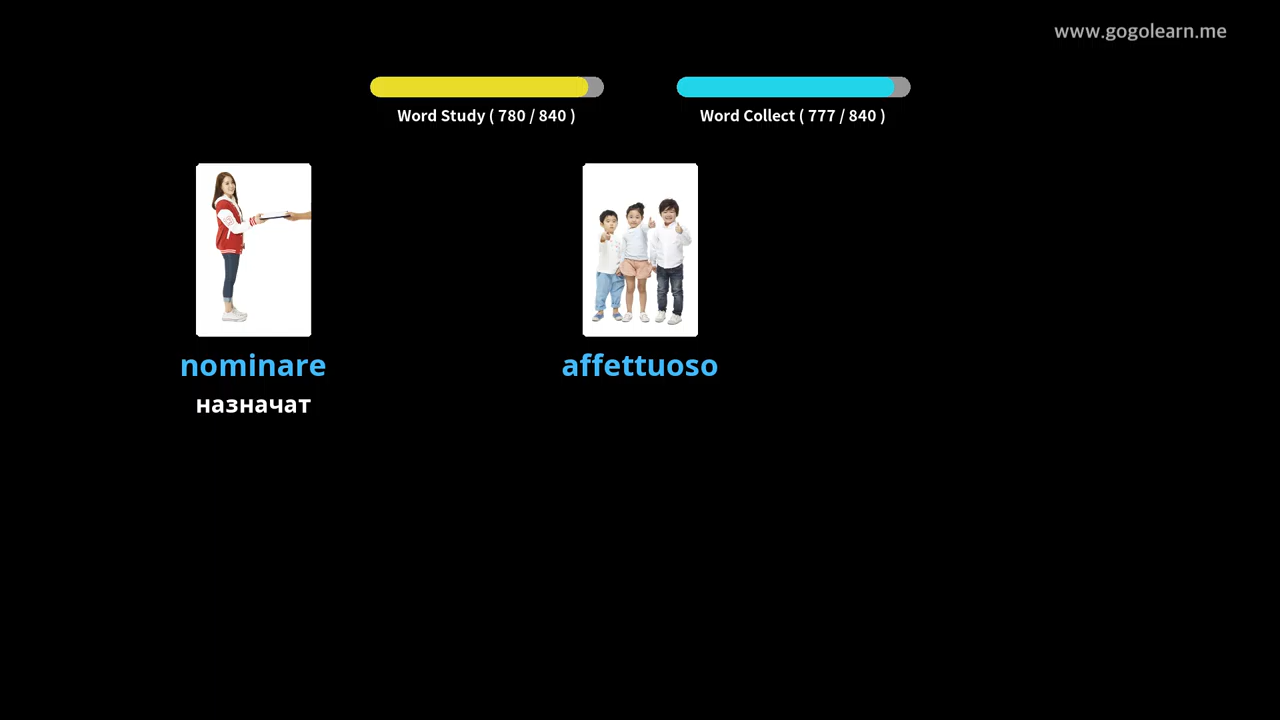 www.gogolearn.me
Word Study ( 780 / 840 )
Word Collect ( 777 / 840 )
nominare
affettuoso
назначат